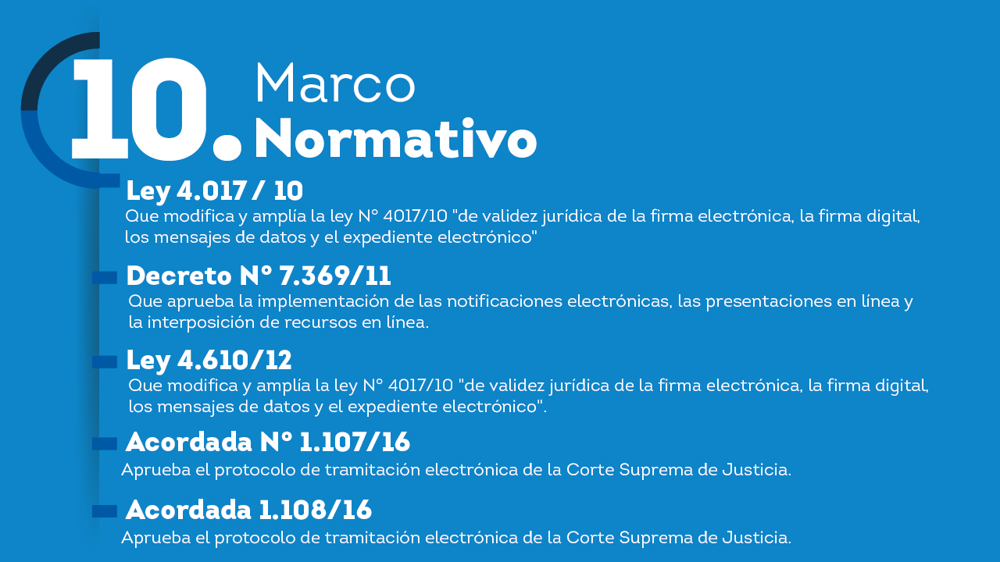 10. Marco
Normativo
Ley 4.017 / 10
Que modifica y amplía la ley N° 4017/10 "de validez jurídica de la firma electrónica, la firma digital,
los mensajes de datos y el expediente electrónico"
Decreto N° 7.369/11
Que aprueba la implementación de las notificaciones electrónicas, las presentaciones en línea y
la interposición de recursos en línea.
Ley 4.610/12
Que modifica y amplía la ley N° 4017/10 "de validez jurídica de la firma electrónica, la firma digital,
los mensajes de datos y el expediente electrónico".
Acordada N° 1.107/16
Aprueba el protocolo de tramitación electrónica de la Corte Suprema de Justicia.
Acordada 1.108/16
Aprueba el protocolo de tramitación electrónica de la Corte Suprema de Justicia.